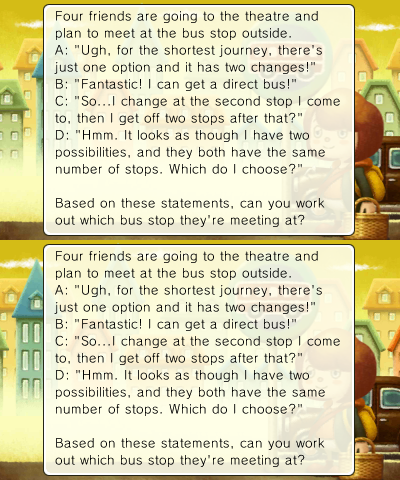 Four friends are going to the theatre and
plan to meet at the bus stop outside.
A: "Ugh, for the shortest journey, there's
just one option and it has two changes!"
B: "Fantastic! I can get a direct bus!"
C: "So...I change at the second stop I come
to, then I get off two stops after that?"
D: "Hmm. It looks as though I have two
possibilities, and they both have the same
number of stops. Which do I choose?"
Based on these statements, can you work
out which bus stop they're meeting at?
Four friends are going to the theatre and
plan to meet at the bus stop outside.
A: "Ugh, for the shortest journey, there's
just one option and it has two changes!"
B: "Fantastic! I can get a direct bus!"
C: "So...I change at the second stop I come
to, then I get off two stops after that?"
D: "Hmm. It looks as though I have two
possibilities, and they both have the same
number of stops. Which do I choose?"
Based on these statements, can you work
out which bus stop they're meeting at?